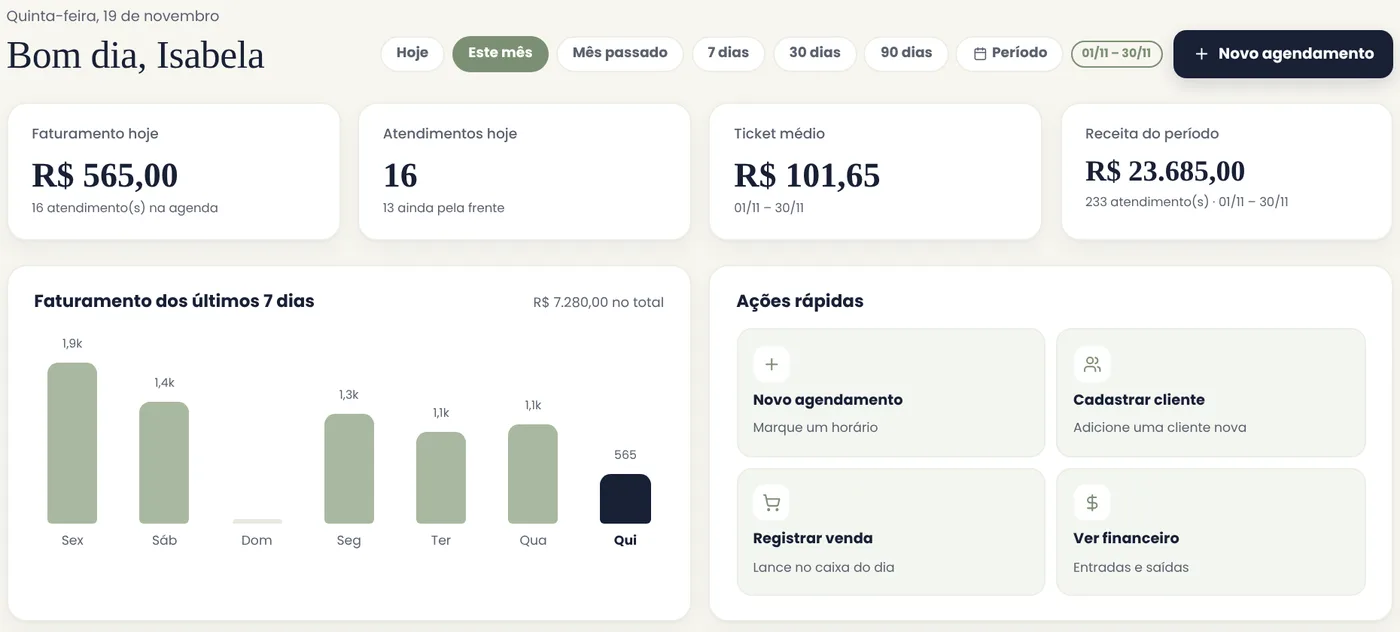 Quinta-feira, 19 de novembro
Bom dia, Isabela
Hoje
Este mês
Mês passado
7 dias
30 dias
90 dias
Período
01/11 – 30/11
Novo agendamento
Faturamento hoje
R$ 565,00
16 atendimento(s) na agenda
Atendimentos hoje
16
13 ainda pela frente
Ticket médio
R$ 101,65
01/11 – 30/11
Receita do período
R$ 23.685,00
233 atendimento(s) · 01/11 – 30/11
Faturamento dos últimos 7 dias
R$ 7.280,00 no total
1,9k
1,4k
1,3k
1,1k
1,1k
565
Sex
Sáb
Dom
Seg
Ter
Qua
Qui
Ações rápidas
Novo agendamento
Marque um horário
Cadastrar cliente
Adicione uma cliente nova
Registrar venda
Lance no caixa do dia
Ver financeiro
Entradas e saídas